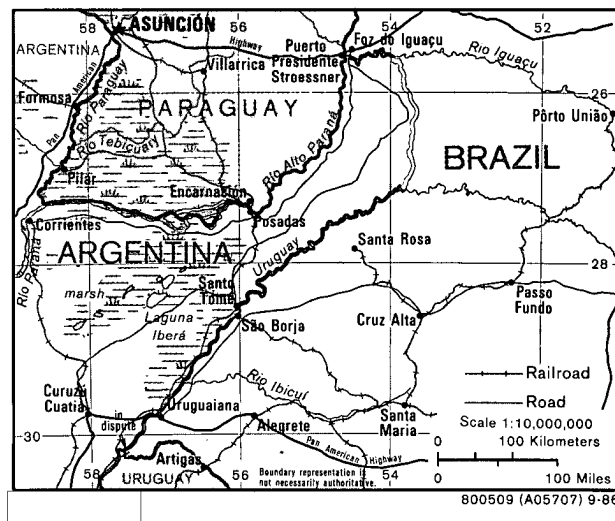 58
56
54
52
ASUNCIÓN
ARGENTINA
Highway
Puerto
Presidente
Stroessner
Foz do Iguaçu
Rio Iguaçu
Villarrica
Pan American
Formosa
Río Paraguay
PARAGUAY
26
Pôrto União
Río Tebicuary
Río Alto Paraná
BRAZIL
Pilar
Encarnación
Corrientes
Posadas
Río Paraná
ARGENTINA
Uruguay
Santa Rosa
28
Santo
Tomé
marsh
Laguna
Iberá
São Borja
Cruz Alta
Passo
Fundo
Rio Ibicuí
Curuzú
Cuatiá
in
dispute
Uruguaiana
Alegrete
Santa
Maria
Railroad
Road
Scale 1:10,000,000
0 100 Kilometers
0 100 Miles
30
Pan American
Highway
58
Artigas
56
54
URUGUAY
Boundary representation is
not necessarily authoritative.
800509 (A05707) 9-86